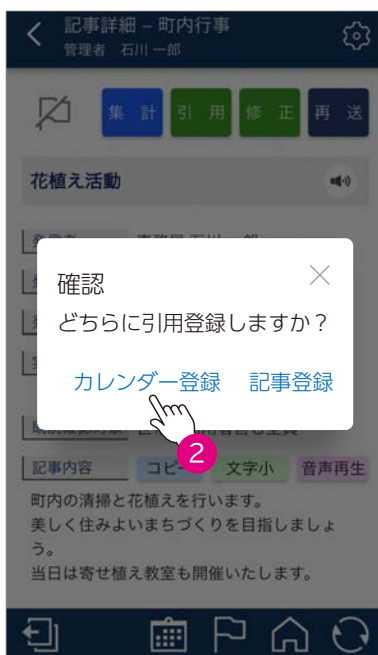 記事詳細 – 町内行事
管理者 石川 一郎
集 計
引 用
修 正
再 送
花植え活動
確認
どちらに引用登録しますか？
カレンダー登録 記事登録
2
記事内容
コピー
文字小
音声再生
町内の清掃と花植えを行います。
美しく住みよいまちづくりを目指しましょ
う。
当日は寄せ植え教室も開催いたします。